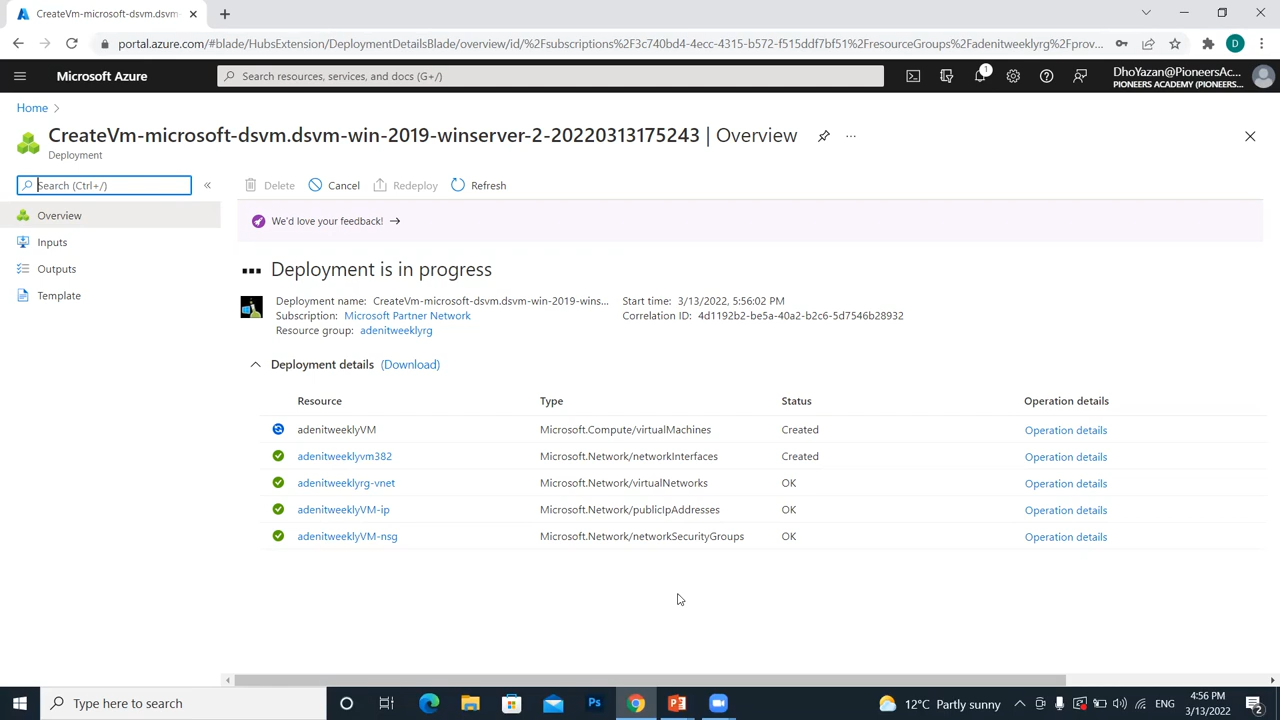 CreateVm-microsoft-dsvm.dsvm
portal.azure.com/#blade/HubsExtension/DeploymentDetailsBlade/overview/id/%2Fsubscriptions%2F3c740bd4-4ecc-4315-b572-f515ddf7bf51%2FresourceGroups%2Fadenitweeklyrg%2Fprov...
Microsoft Azure
Search resources, services, and docs (G+/)
1
DhoYazan@PioneersAc...
PIONEERS ACADEMY (PIONEERS...
Home
CreateVm-microsoft-dsvm.dsvm-win-2019-winserver-2-20220313175243 | Overview
Deployment
Search (Ctrl+/)
Delete
Cancel
Redeploy
Refresh
Overview
Inputs
Outputs
Template
We'd love your feedback!
Deployment is in progress
Deployment name: CreateVm-microsoft-dsvm.dsvm-win-2019-wins...
Start time: 3/13/2022, 5:56:02 PM
Subscription: Microsoft Partner Network
Correlation ID: 4d1192b2-be5a-40a2-b2c6-5d7546b28932
Resource group: adenitweeklyrg
Deployment details (Download)
Resource Type Status Operation details
adenitweeklyVM Microsoft.Compute/virtualMachines Created Operation details
adenitweeklyvm382 Microsoft.Network/networkInterfaces Created Operation details
adenitweeklyrg-vnet Microsoft.Network/virtualNetworks OK Operation details
adenitweeklyVM-ip Microsoft.Network/publicIpAddresses OK Operation details
adenitweeklyVM-nsg Microsoft.Network/networkSecurityGroups OK Operation details
Type here to search
Ps
12°C Partly sunny
ENG
4:56 PM
3/13/2022
2